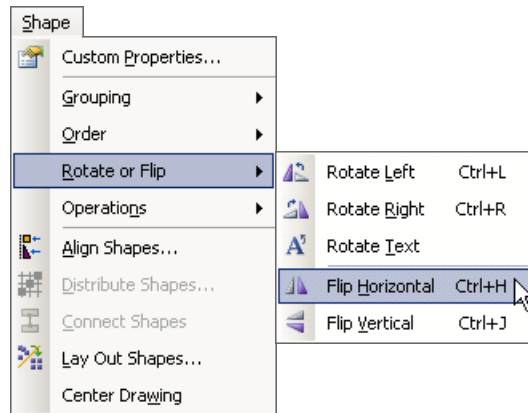 Shape
Custom Properties...
Grouping
Order
Rotate or Flip
Operations
Align Shapes...
Distribute Shapes...
Connect Shapes
Lay Out Shapes...
Center Drawing
Rotate Left Ctrl+L
Rotate Right Ctrl+R
Rotate Text
Flip Horizontal Ctrl+H
Flip Vertical Ctrl+J